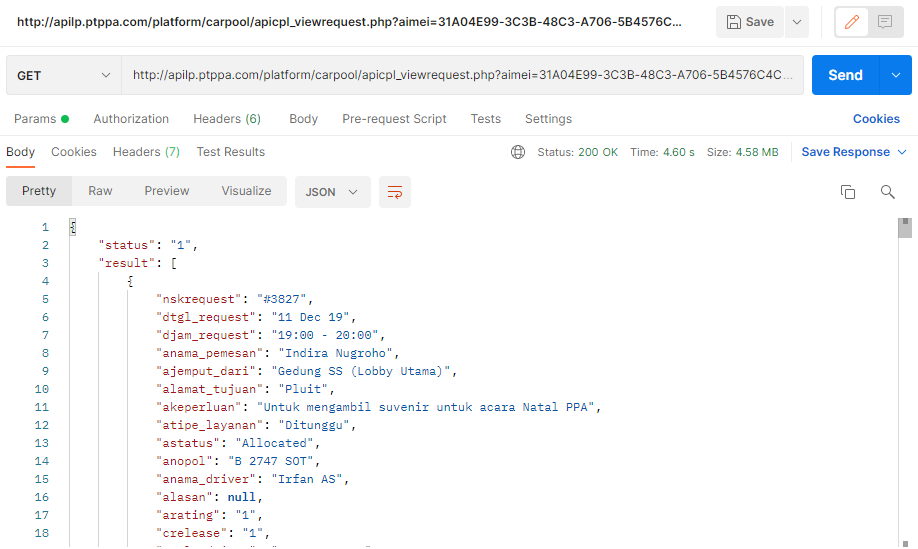 http://apilp.ptppa.com/platform/carpool/apicpl_viewrequest.php?aimei=31A04E99-3C3B-48C3-A706-5B4576C... Save
GET http://apilp.ptppa.com/platform/carpool/apicpl_viewrequest.php?aimei=31A04E99-3C3B-48C3-A706-5B4576C4C... Send
Params Authorization Headers (6) Body Pre-request Script Tests Settings Cookies
Body Cookies Headers (7) Test Results Status: 200 OK Time: 4.60 s Size: 4.58 MB Save Response
Pretty Raw Preview Visualize JSON
1 {
2 "status": "1",
3 "result": [
4 {
5 "nskrequest": "#3827",
6 "dtgl_request": "11 Dec 19",
7 "djam_request": "19:00 - 20:00",
8 "anama_pemesan": "Indira Nugroho",
9 "ajemput_dari": "Gedung SS (Lobby Utama)",
10 "alamat_tujuan": "Pluit",
11 "akeperluan": "Untuk mengambil suvenir untuk acara Natal PPA",
12 "atipe_layanan": "Ditunggu",
13 "astatus": "Allocated",
14 "anopol": "B 2747 SOT",
15 "anama_driver": "Irfan AS",
16 "alasan": null,
17 "arating": "1",
18 "crelease": "1",